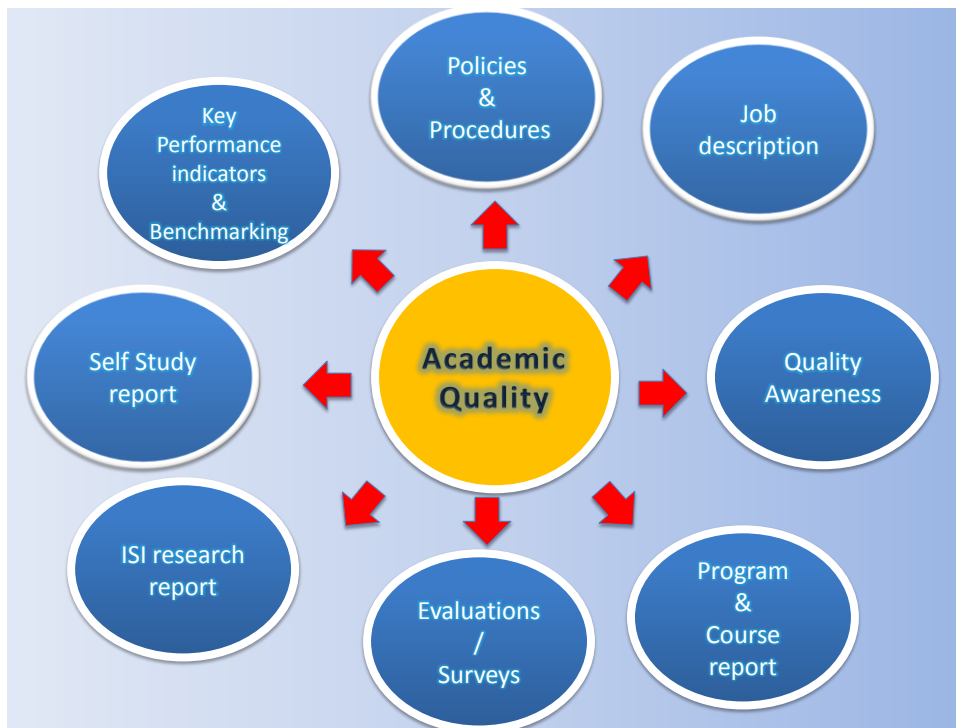 Policies
&
Procedures
Job
description
Key
Performance
indicators
&
Benchmarking
Academic
Quality
Self Study
report
Quality
Awareness
ISI research
report
Evaluations
/
Surveys
Program
&
Course
report